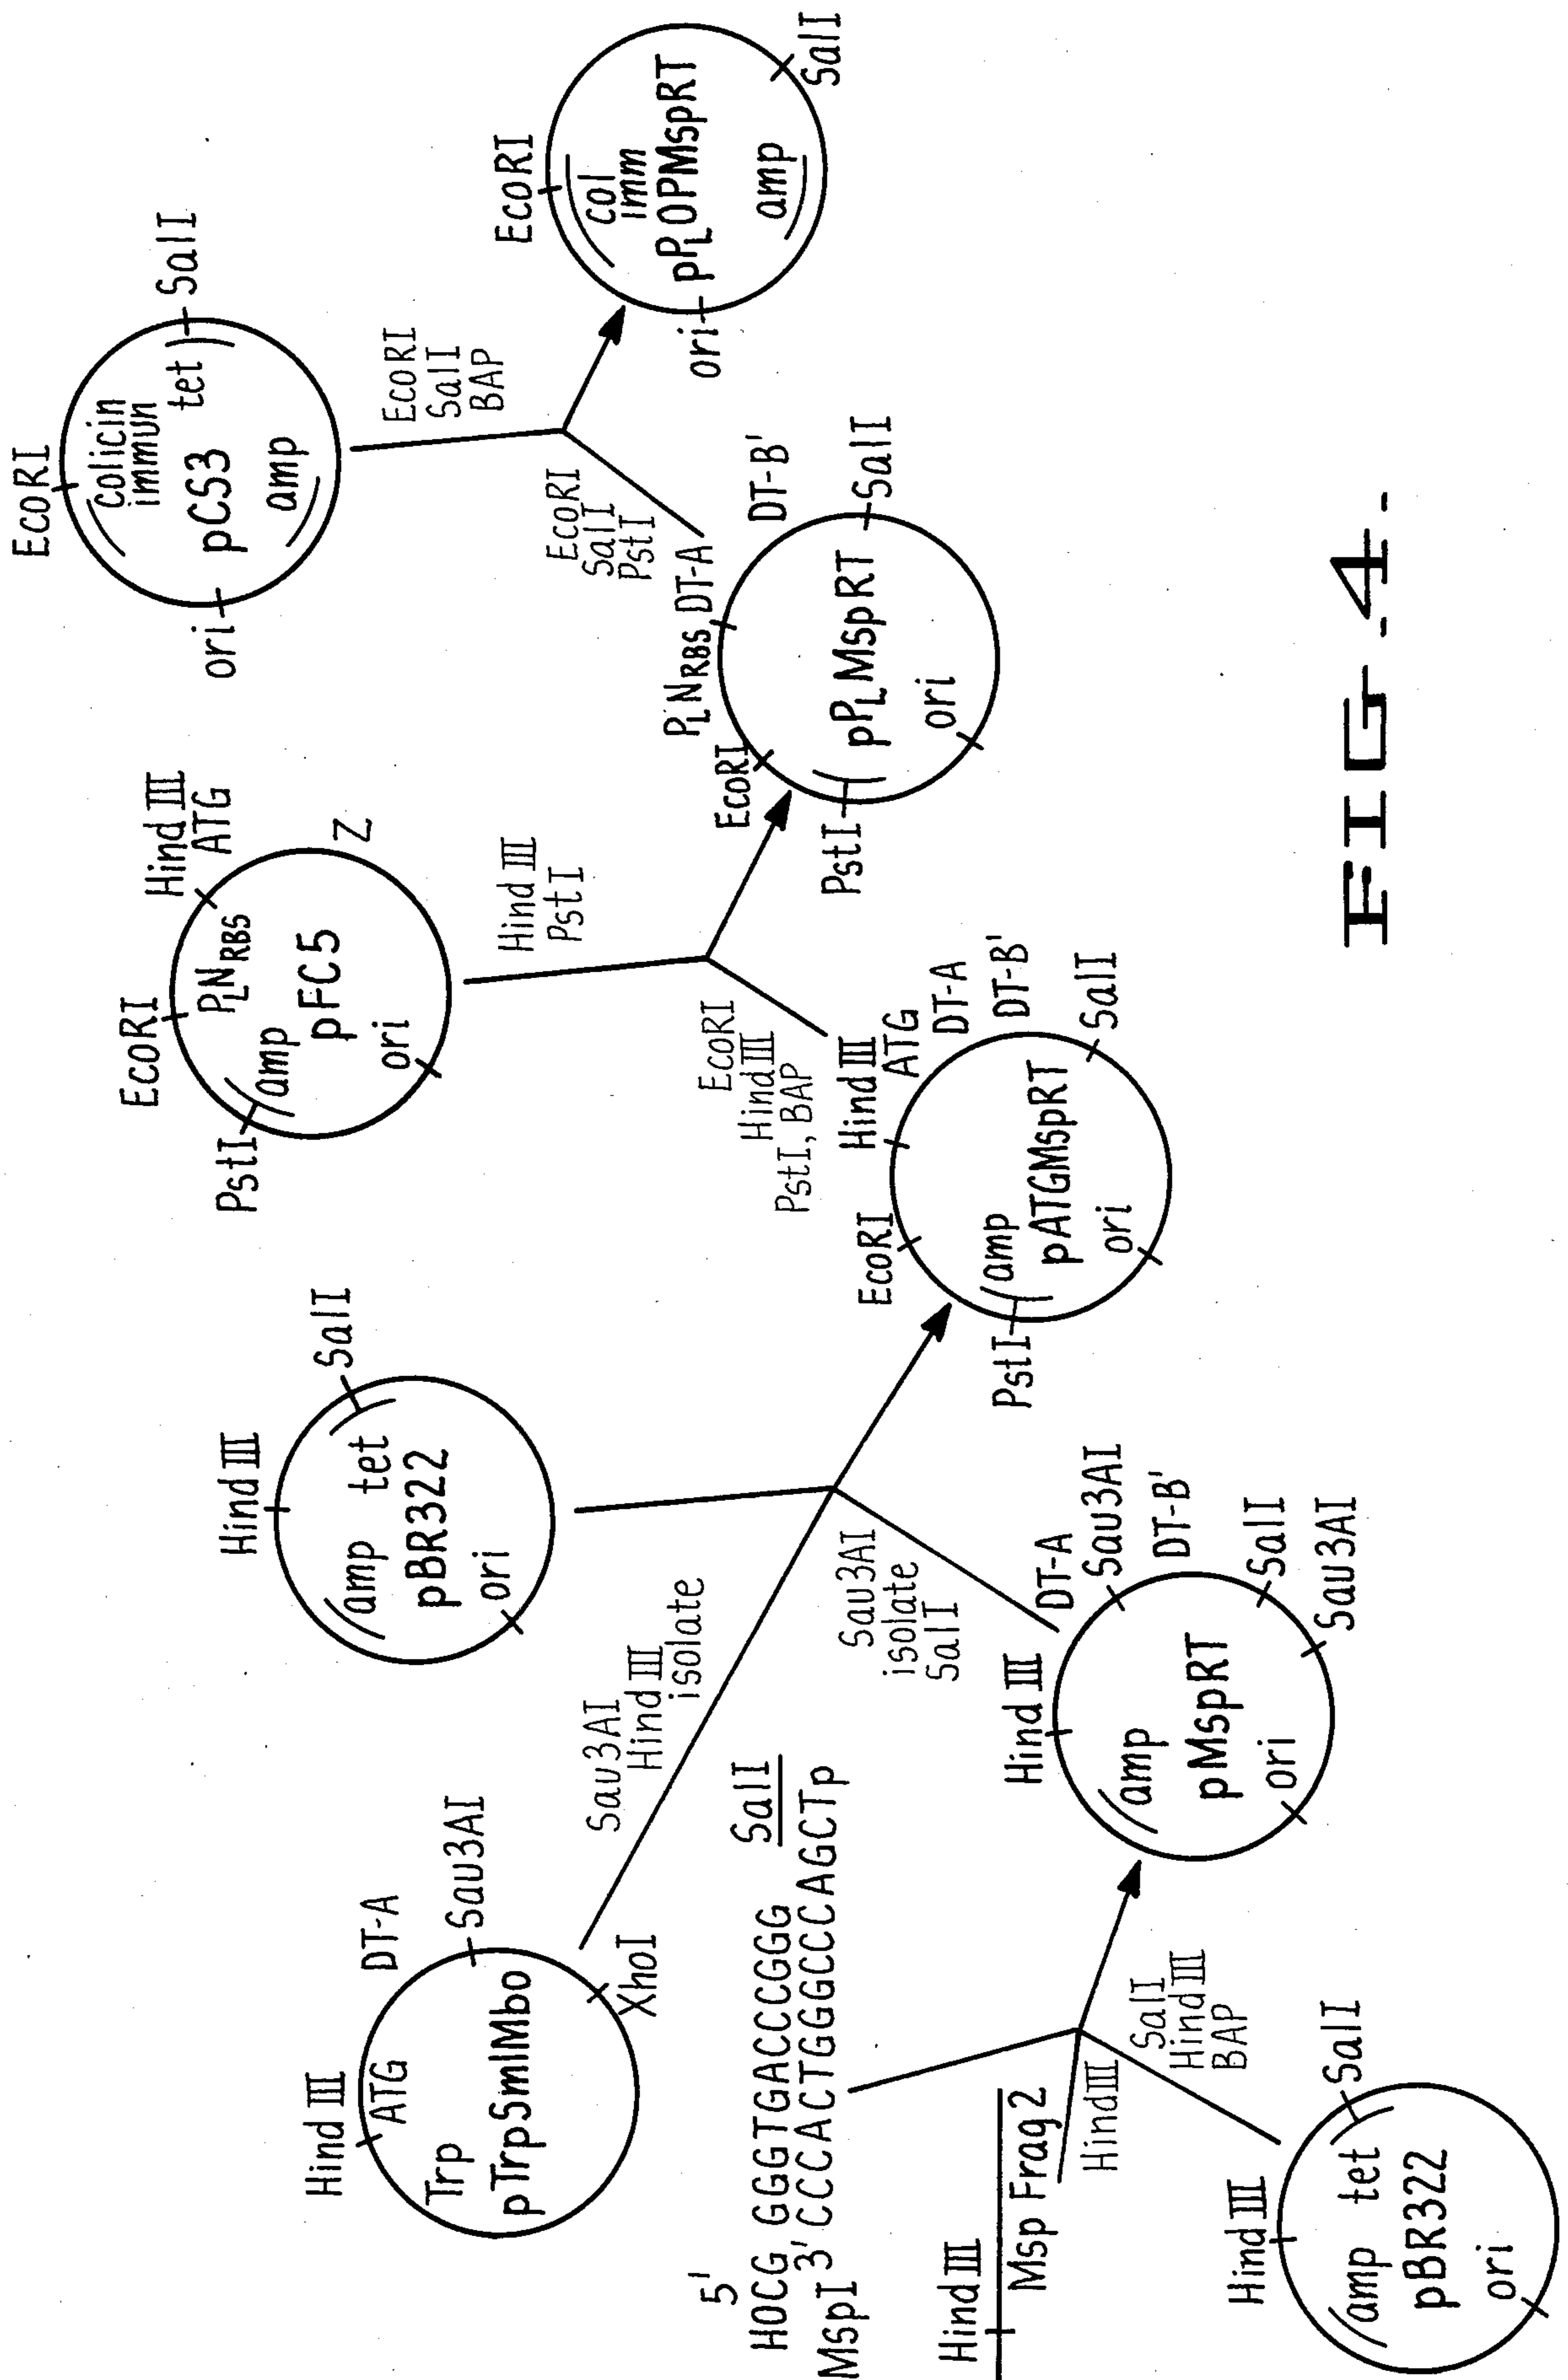 Hind III
ATG
DT-A
Sau3AI
Trp
pTrpSmlMbo
XhoI
Sau3AI
Hind III
isolate
5'
HOCG GGGTGACCCGGG
SalI
MspI 3' CCCACTGGGCCCAGCTp
Hind III
Msp Frag2
HindIII
SalI
Hind III
BAP
Hind III
SalI
amp tet
pBR322
ori
Hind III
DT-A
Sau3AI
DT-B'
SalI
Sau3AI
amp
pMspRT
ori
Sau3AI
isolate
SalI
Hind III
SalI
amp tet
pBR322
ori
EcoRI
Hind III
ATG
DT-A
DT-B'
SalI
PstI
amp
pATGMspRT
ori
EcoRI
Hind III
PstI, BAP
EcoRI
Hind III
ATG
Z
PstI
PLNRBS
amp
pFC5
ori
Hind III
PstI
EcoRI
PLNRBS
DT-A
DT-B'
SalI
PstI
pPLMspRT
ori
EcoRI
SalI
PstI
EcoRI
SalI
ori
colicin
immun
tet
pCS3
amp
EcoRI
SalI
BAP
EcoRI
SalI
ori
col
imm
pPLOPMspRT
amp
FIG.4.